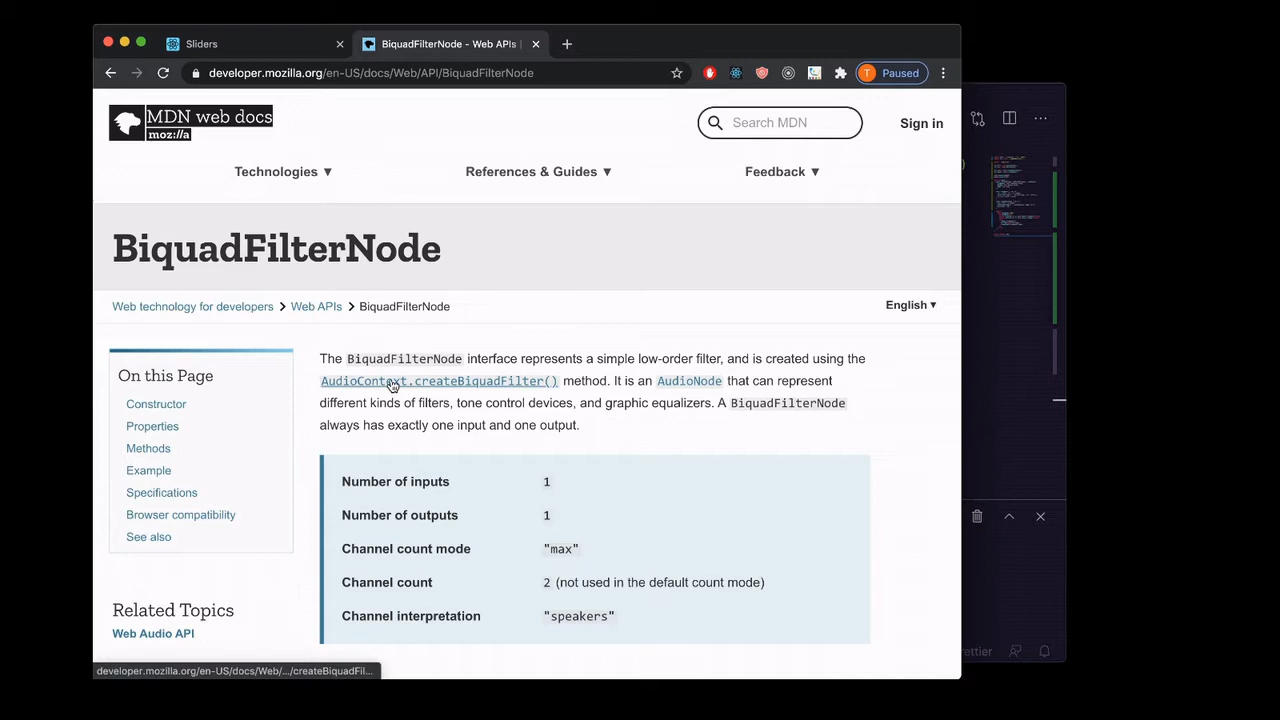 Sliders
BiquadFilterNode - Web APIs |
developer.mozilla.org/en-US/docs/Web/API/BiquadFilterNode
T Paused
MDN web docs
moz://a
Search MDN
Sign in
Technologies ▼
References & Guides ▼
Feedback ▼
BiquadFilterNode
Web technology for developers > Web APIs > BiquadFilterNode
English ▼
On this Page
Constructor
Properties
Methods
Example
Specifications
Browser compatibility
See also
Related Topics
Web Audio API
The BiquadFilterNode interface represents a simple low-order filter, and is created using the
AudioContext.createBiquadFilter() method. It is an AudioNode that can represent
different kinds of filters, tone control devices, and graphic equalizers. A BiquadFilterNode
always has exactly one input and one output.
Number of inputs 1
Number of outputs 1
Channel count mode "max"
Channel count 2 (not used in the default count mode)
Channel interpretation "speakers"
developer.mozilla.org/en-US/docs/Web/.../createBiquadFil...
ettier